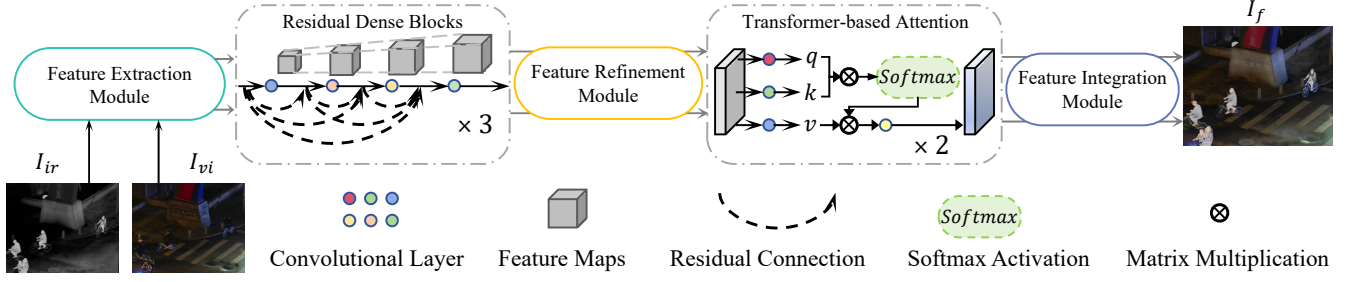 Residual Dense Blocks
Transformer-based Attention
I_f
Feature Extraction
Module
Feature Refinement
Module
q
k
v
Softmax
Feature Integration
Module
× 3
× 2
I_ir
I_vi
Softmax
Convolutional Layer
Feature Maps
Residual Connection
Softmax Activation
Matrix Multiplication